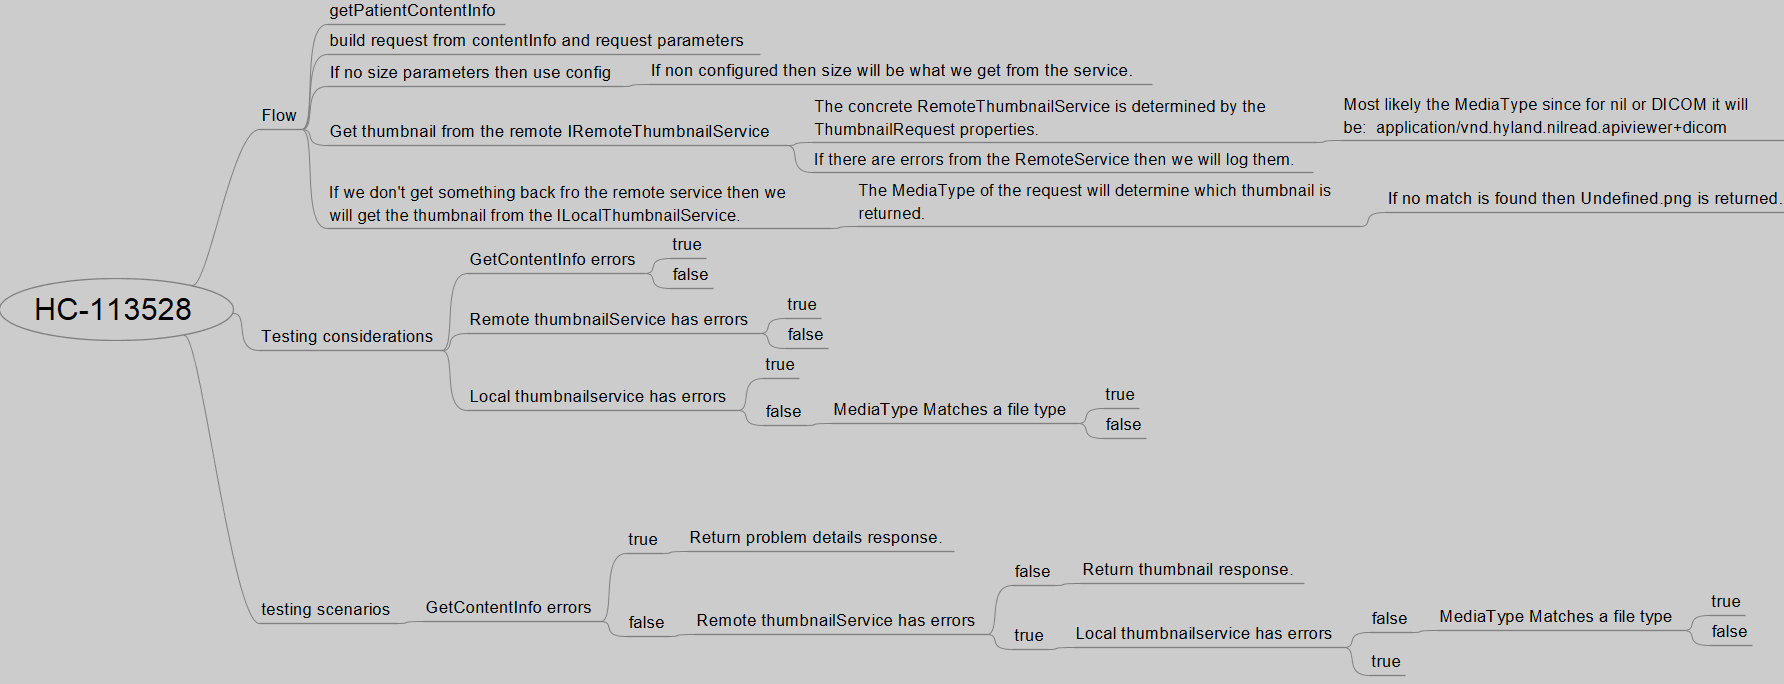 HC-113528
Flow
getPatientContentInfo
build request from contentInfo and request parameters
If no size parameters then use config
If non configured then size will be what we get from the service.
Get thumbnail from the remote IRemoteThumbnailService
The concrete RemoteThumbnailService is determined by the
ThumbnailRequest properties.
Most likely the MediaType since for nil or DICOM it will
be:  application/vnd.hyland.nilread.apiviewer+dicom
If there are errors from the RemoteService then we will log them.
If we don't get something back fro the remote service then we
will get the thumbnail from the ILocalThumbnailService.
The MediaType of the request will determine which thumbnail is
returned.
If no match is found then Undefined.png is returned.
Testing considerations
GetContentInfo errors
true
false
Remote thumbnailService has errors
true
false
Local thumbnailservice has errors
true
false
MediaType Matches a file type
true
false
testing scenarios
GetContentInfo errors
true
Return problem details response.
false
Remote thumbnailService has errors
false
Return thumbnail response.
true
Local thumbnailservice has errors
false
MediaType Matches a file type
true
false
true